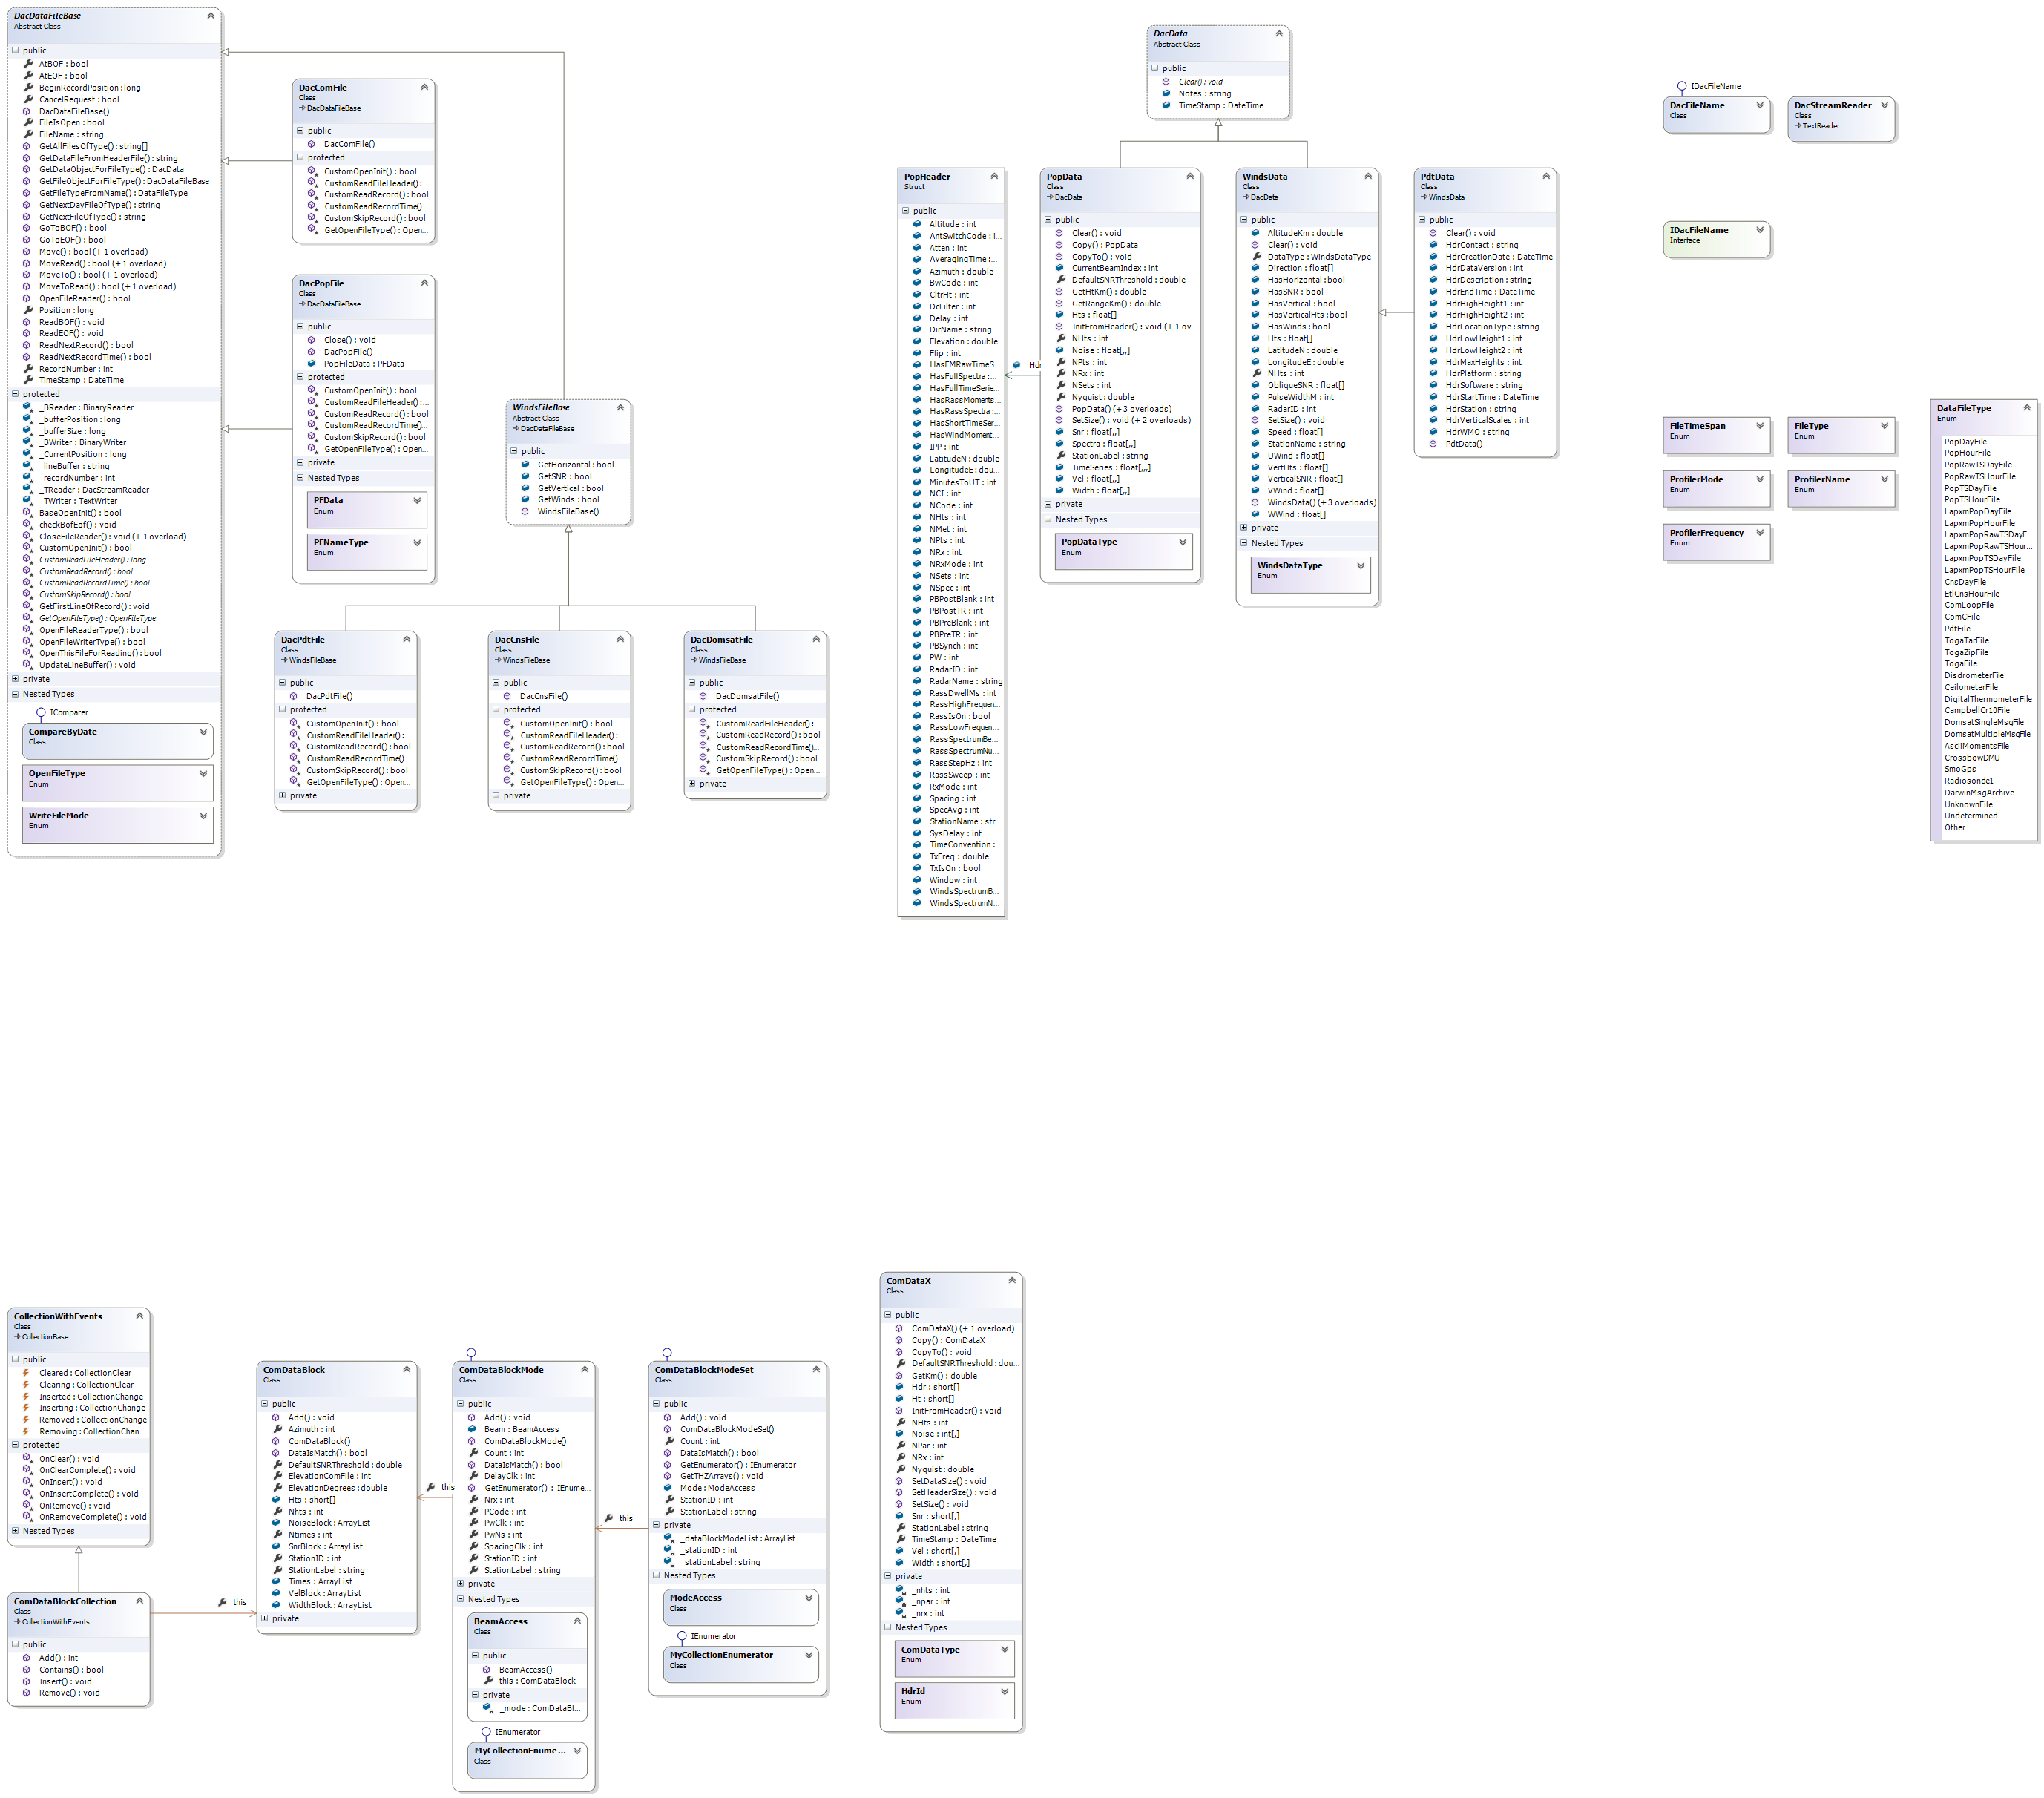 DacDataFileBase
Abstract Class
public
AtBOF : bool
AtEOF : bool
BeginRecordPosition : long
CancelRequest : bool
DacDataFileBase()
FileIsOpen : bool
FileName : string
GetAllFilesOfType() : string[]
GetDataFileFromHeaderFile() : string
GetDataObjectForFileType() : DacData
GetFileObjectForFileType() : DacDataFileBase
GetFileTypeFromName() : DataFileType
GetNextDayFileOfType() : string
GetNextFileOfType() : string
GoToBOF() : bool
GoToEOF() : bool
Move() : bool (+ 1 overload)
MoveRead() : bool (+ 1 overload)
MoveTo() : bool (+ 1 overload)
MoveToRead() : bool (+ 1 overload)
OpenFileReader() : bool
Position : long
ReadBOF() : void
ReadEOF() : void
ReadNextRecord() : bool
ReadNextRecordTime() : bool
RecordNumber : int
TimeStamp : DateTime
protected
_BReader : BinaryReader
_bufferPosition : long
_bufferSize : long
_BWriter : BinaryWriter
_CurrentPosition : long
_lineBuffer : string
_recordNumber : int
_TReader : DacStreamReader
_TWriter : TextWriter
BaseOpenInit() : bool
checkBofEof() : void
CloseFileReader() : void (+ 1 overload)
CustomOpenInit() : bool
CustomReadFileHeader() : long
CustomReadRecord() : bool
CustomReadRecordTime() : bool
CustomSkipRecord() : bool
GetFirstLineOfRecord() : void
GetOpenFileType() : OpenFileType
OpenFileReaderType() : bool
OpenFileWriterType() : bool
OpenThisFileForReading() : bool
UpdateLineBuffer() : void
private
Nested Types
IComparer
CompareByDate
Class
OpenFileType
Enum
WriteFileMode
Enum
DacComFile
Class
DacDataFileBase
public
DacComFile()
protected
CustomOpenInit() : bool
CustomReadFileHeader() :...
CustomReadRecord() : bool
CustomReadRecordTime()...
CustomSkipRecord() : bool
GetOpenFileType() : Open...
DacPopFile
Class
DacDataFileBase
public
Close() : void
DacPopFile()
PopFileData : PFData
protected
CustomOpenInit() : bool
CustomReadFileHeader() :...
CustomReadRecord() : bool
CustomReadRecordTime()...
CustomSkipRecord() : bool
GetOpenFileType() : Open...
private
Nested Types
PFData
Enum
PFNameType
Enum
WindsFileBase
Abstract Class
DacDataFileBase
public
GetHorizontal : bool
GetSNR : bool
GetVertical : bool
GetWinds : bool
WindsFileBase()
DacPdtFile
Class
WindsFileBase
public
DacPdtFile()
protected
CustomOpenInit() : bool
CustomReadFileHeader() :...
CustomReadRecord() : bool
CustomReadRecordTime()...
CustomSkipRecord() : bool
GetOpenFileType() : Open...
private
DacCnsFile
Class
WindsFileBase
public
DacCnsFile()
protected
CustomOpenInit() : bool
CustomReadFileHeader() :...
CustomReadRecord() : bool
CustomReadRecordTime()...
CustomSkipRecord() : bool
GetOpenFileType() : Open...
private
DacDomsatFile
Class
WindsFileBase
public
DacDomsatFile()
protected
CustomReadFileHeader() :...
CustomReadRecord() : bool
CustomReadRecordTime()...
CustomSkipRecord() : bool
GetOpenFileType() : Open...
private
DacData
Abstract Class
public
Clear() : void
Notes : string
TimeStamp : DateTime
PopHeader
Struct
public
Altitude : int
AntSwitchCode : i...
Atten : int
AveragingTime :...
Azimuth : double
BwCode : int
CltrHt : int
DcFilter : int
Delay : int
DirName : string
Elevation : double
Flip : int
HasFMRawTimeS...
HasFullSpectra :...
HasFullTimeSerie...
HasRassMoments...
HasRassSpectra :...
HasShortTimeSer...
HasWindMoment...
IPP : int
LatitudeN : double
LongitudeE : dou...
MinutesToUT : int
NCI : int
NCode : int
NHts : int
NMet : int
NPts : int
NRx : int
NRxMode : int
NSets : int
NSpec : int
PBPostBlank : int
PBPostTR : int
PBPreBlank : int
PBPreTR : int
PBSynch : int
PW : int
RadarID : int
RadarName : string
RassDwellMs : int
RassHighFrequen...
RassIsOn : bool
RassLowFrequen...
RassSpectrumBe...
RassSpectrumNu...
RassStepHz : int
RassSweep : int
RxMode : int
Spacing : int
SpecAvg : int
StationName : str...
SysDelay : int
TimeConvention :...
TxFreq : double
TxIsOn : bool
Window : int
WindsSpectrumB...
WindsSpectrumN...
Hdr
PopData
Class
DacData
public
Clear() : void
Copy() : PopData
CopyTo() : void
CurrentBeamIndex : int
DefaultSNRThreshold : double
GetHtKm() : double
GetRangeKm() : double
Hts : float[]
InitFromHeader() : void (+ 1 ov...
NHts : int
Noise : float[,,]
NPts : int
NRx : int
NSets : int
Nyquist : double
PopData() (+ 3 overloads)
SetSize() : void (+ 2 overloads)
Snr : float[,,]
Spectra : float[,,,]
StationLabel : string
TimeSeries : float[,,,,]
Vel : float[,,]
Width : float[,,]
private
Nested Types
PopDataType
Enum
WindsData
Class
DacData
public
AltitudeKm : double
Clear() : void
DataType : WindsDataType
Direction : float[]
HasHorizontal : bool
HasSNR : bool
HasVertical : bool
HasVerticalHts : bool
HasWinds : bool
Hts : float[]
LatitudeN : double
LongitudeE : double
NHts : int
ObliqueSNR : float[]
PulseWidthM : int
RadarID : int
SetSize() : void
Speed : float[]
StationName : string
UWind : float[]
VertHts : float[]
VerticalSNR : float[]
VWind : float[]
WindsData() (+ 3 overloads)
WWind : float[]
private
Nested Types
WindsDataType
Enum
PdtData
Class
WindsData
public
Clear() : void
HdrContact : string
HdrCreationDate : DateTime
HdrDataVersion : int
HdrDescription : string
HdrEndTime : DateTime
HdrHighHeight1 : int
HdrHighHeight2 : int
HdrLocationType : string
HdrLowHeight1 : int
HdrLowHeight2 : int
HdrMaxHeights : int
HdrPlatform : string
HdrSoftware : string
HdrStartTime : DateTime
HdrStation : string
HdrVerticalScales : int
HdrWMO : string
PdtData()
IDacFileName
DacFileName
Class
DacStreamReader
Class
TextReader
IDacFileName
Interface
FileTimeSpan
Enum
FileType
Enum
ProfilerMode
Enum
ProfilerName
Enum
ProfilerFrequency
Enum
DataFileType
Enum
PopDayFile
PopHourFile
PopRawTSDayFile
PopRawTSHourFile
PopTSDayFile
PopTSHourFile
LapxmPopDayFile
LapxmPopHourFile
LapxmPopRawTSDayF...
LapxmPopRawTSHour...
LapxmPopTSDayFile
LapxmPopTSHourFile
CnsDayFile
EtlCnsHourFile
ComLoopFile
ComCFile
PdtFile
TogaTarFile
TogaZipFile
TogaFile
DisdrometerFile
CeilometerFile
DigitalThermometerFile
CampbellCr10File
DomsatSingleMsgFile
DomsatMultipleMsgFile
AsciiMomentsFile
CrossbowDMU
SmoGps
Radiosonde1
DarwinMsgArchive
UnknownFile
Undetermined
Other
CollectionWithEvents
Class
CollectionBase
public
Cleared : CollectionClear
Clearing : CollectionClear
Inserted : CollectionChange
Inserting : CollectionChange
Removed : CollectionChange
Removing : CollectionChan...
protected
OnClear() : void
OnClearComplete() : void
OnInsert() : void
OnInsertComplete() : void
OnRemove() : void
OnRemoveComplete() : void
Nested Types
ComDataBlockCollection
Class
CollectionWithEvents
public
Add() : int
Contains() : bool
Insert() : void
Remove() : void
this
ComDataBlock
Class
public
Add() : void
Azimuth : int
ComDataBlock()
DataIsMatch() : bool
DefaultSNRThreshold : double
ElevationComFile : int
ElevationDegrees : double
Hts : short[]
Nhts : int
NoiseBlock : ArrayList
Ntimes : int
SnrBlock : ArrayList
StationID : int
StationLabel : string
Times : ArrayList
VelBlock : ArrayList
WidthBlock : ArrayList
private
this
ComDataBlockMode
Class
public
Add() : void
Beam : BeamAccess
ComDataBlockMode()
Count : int
DataIsMatch() : bool
DelayClk : int
GetEnumerator() : IEnume...
Nrx : int
PCode : int
PwClk : int
PwNs : int
SpacingClk : int
StationID : int
StationLabel : string
private
Nested Types
BeamAccess
Class
public
BeamAccess()
this : ComDataBlock
private
_mode : ComDataBl...
IEnumerator
MyCollectionEnume...
Class
this
ComDataBlockModeSet
Class
public
Add() : void
ComDataBlockModeSet()
Count : int
DataIsMatch() : bool
GetEnumerator() : IEnumerator
GetTHZArrays() : void
Mode : ModeAccess
StationID : int
StationLabel : string
private
_dataBlockModeList : ArrayList
_stationID : int
_stationLabel : string
Nested Types
ModeAccess
Class
IEnumerator
MyCollectionEnumerator
Class
ComDataX
Class
public
ComDataX() (+ 1 overload)
Copy() : ComDataX
CopyTo() : void
DefaultSNRThreshold : dou...
GetKm() : double
Hdr : short[]
Ht : short[]
InitFromHeader() : void
NHts : int
Noise : int[,]
NPar : int
NRx : int
Nyquist : double
SetDataSize() : void
SetHeaderSize() : void
SetSize() : void
Snr : short[,]
StationLabel : string
TimeStamp : DateTime
Vel : short[,]
Width : short[,]
private
_nhts : int
_npar : int
_nrx : int
Nested Types
ComDataType
Enum
HdrId
Enum